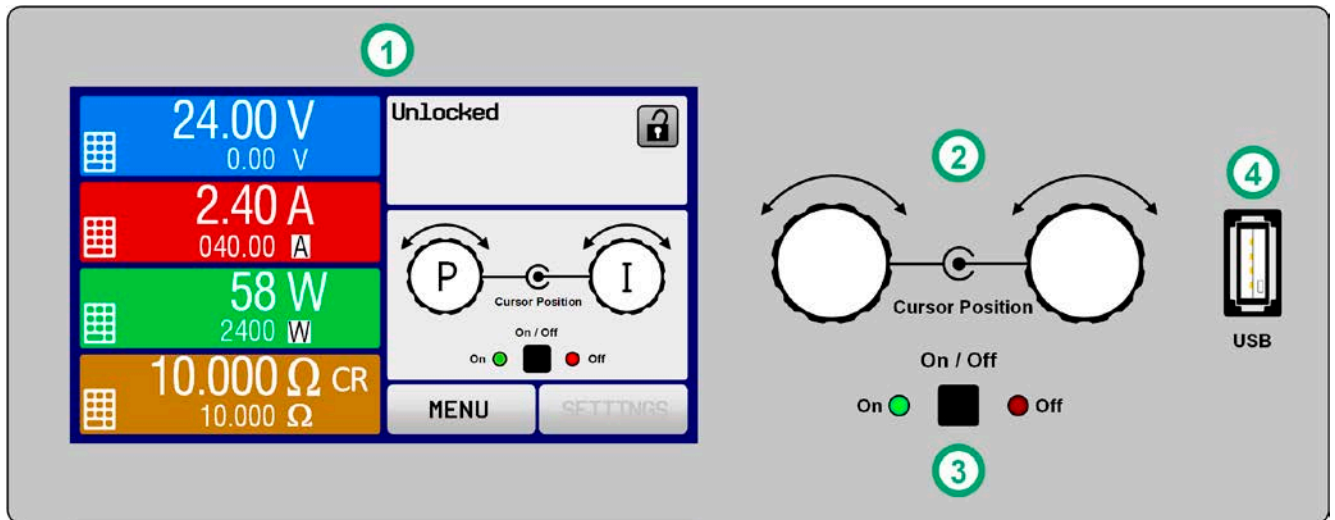 1
24.00 V
0.00 V
2.40 A
040.00 A
58 W
2400 W
10.000 Ω CR
10.000 Ω
Unlocked
P
I
Cursor Position
On / Off
On
Off
MENU
SETTINGS
2
Cursor Position
On / Off
On
Off
3
4
USB